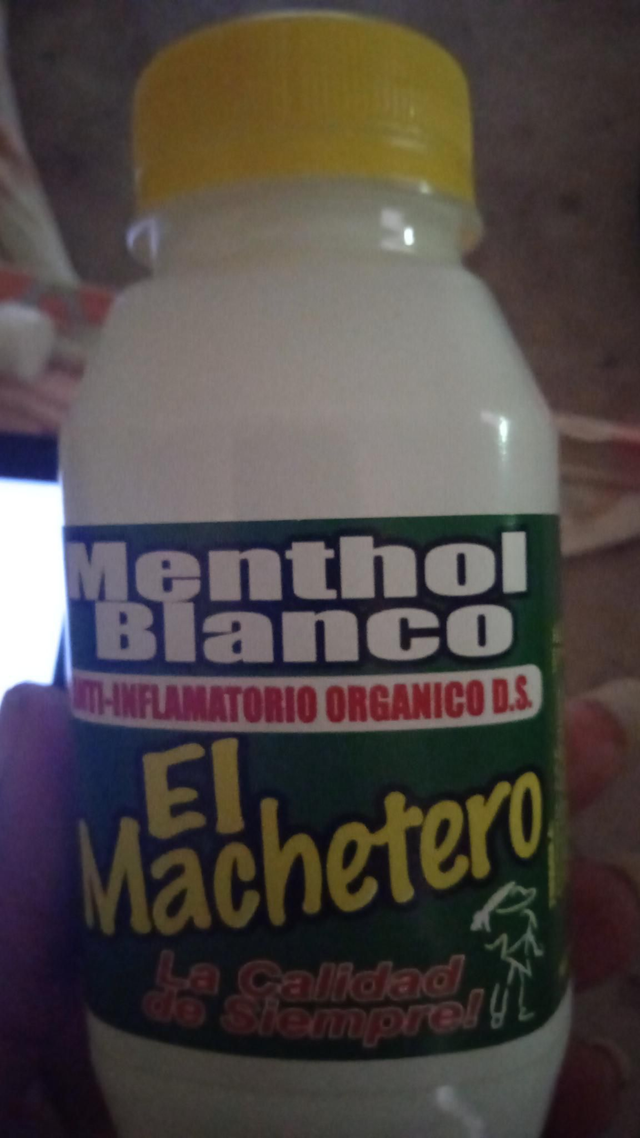 Menthol
Blanco
ANTI-INFLAMATORIO ORGANICO D.S.
El
Machetero
La Calidad
de Siempre!